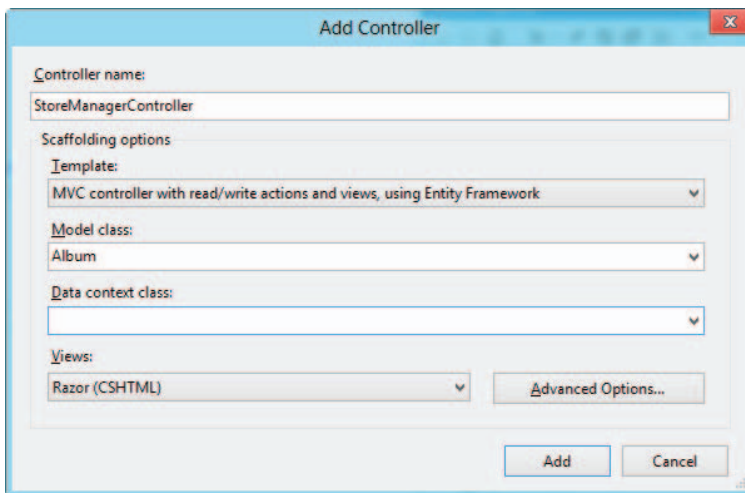 Add Controller
Controller name:
StoreManagerController
Scaffolding options
Template:
MVC controller with read/write actions and views, using Entity Framework
Model class:
Album
Data context class:
Views:
Razor (CSHTML)
Advanced Options...
Add Cancel